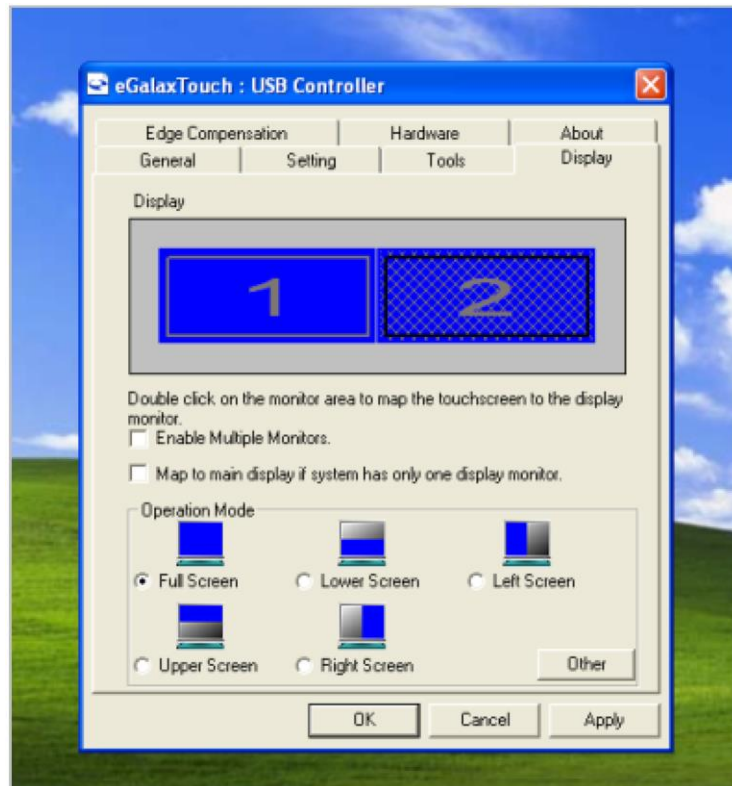 eGalaxTouch : USB Controller
Edge Compensation Hardware About
General Setting Tools Display
Display
1 2
Double click on the monitor area to map the touchscreen to the display
monitor.
Enable Multiple Monitors.
Map to main display if system has only one display monitor.
Operation Mode
Full Screen Lower Screen Left Screen
Upper Screen Right Screen Other
OK Cancel Apply